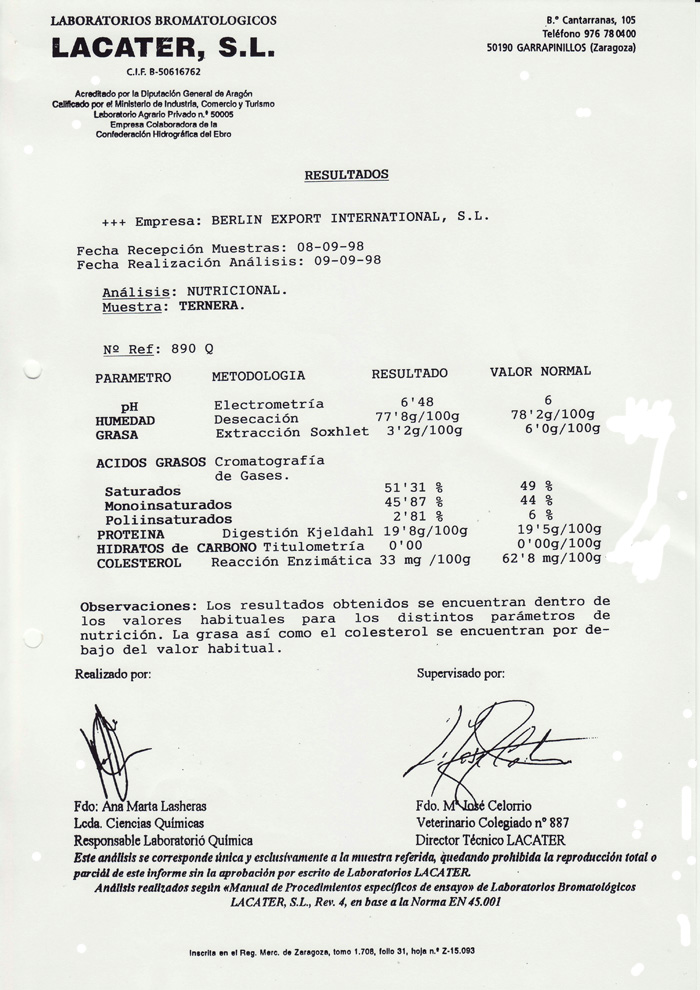 LABORATORIOS BROMATOLOGICOS
LACATER, S.L.
C.I.F. B-50616762
Acreditado por la Diputación General de Aragón
Calificado por el Ministerio de Industria, Comercio y Turismo
Laboratorio Agrario Privado n.º 50005
Empresa Colaboradora de la
Confederación Hidrográfica del Ebro
B.º Cantarranas, 105
Teléfono 976 78 04 00
50190 GARRAPINILLOS (Zaragoza)
RESULTADOS
+++ Empresa: BERLIN EXPORT INTERNATIONAL, S.L.
Fecha Recepción Muestras: 08-09-98
Fecha Realización Análisis: 09-09-98
Análisis: NUTRICIONAL.
Muestra: TERNERA.
Nº Ref: 890 Q
PARAMETRO METODOLOGIA RESULTADO VALOR NORMAL
pH Electrometría 6'48 6
HUMEDAD Desecación 77'8g/100g 78'2g/100g
GRASA Extracción Soxhlet 3'2g/100g 6'0g/100g
ACIDOS GRASOS Cromatografía
de Gases.
Saturados 51'31 % 49 %
Monoinsaturados 45'87 % 44 %
Poliinsaturados 2'81 % 6 %
PROTEINA Digestión Kjeldahl 19'8g/100g 19'5g/100g
HIDRATOS de CARBONO Titulometría 0'00 0'00g/100g
COLESTEROL Reacción Enzimática 33 mg /100g 62'8 mg/100g
Observaciones: Los resultados obtenidos se encuentran dentro de
los valores habituales para los distintos parámetros de
nutrición. La grasa así como el colesterol se encuentran por de-
bajo del valor habitual.
Realizado por:
Supervisado por:
Fdo: Ana Marta Lasheras
Lcda. Ciencias Químicas
Responsable Laboratorió Química
Fdo. Mª José Celorrio
Veterinario Colegiado nº 887
Director Técnico LACATER
Este análisis se corresponde única y exclusivamente a la muestra referida, quedando prohibida la reproducción total o
parcial de este informe sin la aprobación por escrito de Laboratorios LACATER.
Análisis realizados según «Manual de Procedimientos específicos de ensayo» de Laboratorios Bromatológicos
LACATER, S.L., Rev. 4, en base a la Norma EN 45.001
Inscrita en el Reg. Merc. de Zaragoza, tomo 1.708, folio 31, hoja n.º Z-15.093